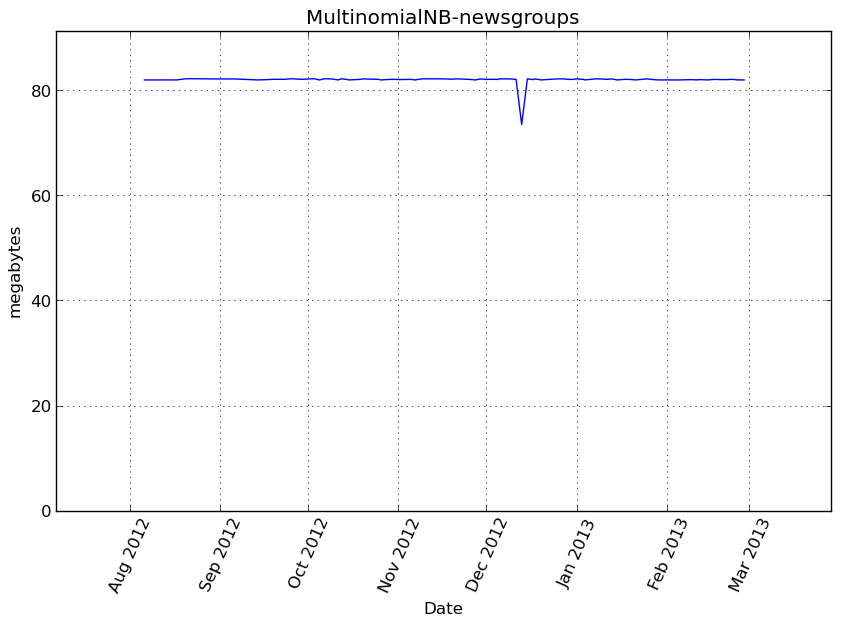 MultinomialNB-newsgroups
megabytes
80
60
40
20
0
Aug 2012
Sep 2012
Oct 2012
Nov 2012
Dec 2012
Jan 2013
Feb 2013
Mar 2013
Date